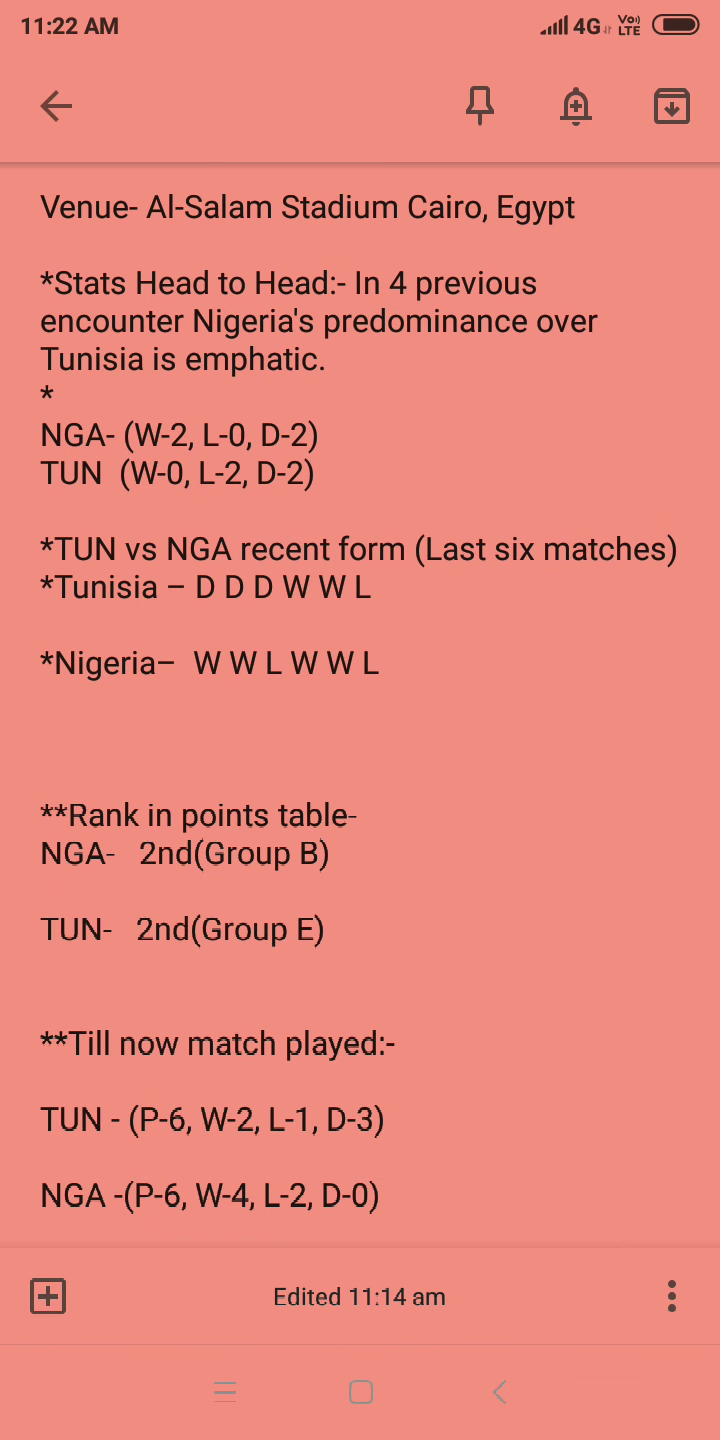 11:22 AM
4G Vo) LTE
Venue- Al-Salam Stadium Cairo, Egypt
*Stats Head to Head:- In 4 previous
encounter Nigeria's predominance over
Tunisia is emphatic.
*
NGA- (W-2, L-0, D-2)
TUN  (W-0, L-2, D-2)
*TUN vs NGA recent form (Last six matches)
*Tunisia – D D D W W L
*Nigeria–  W W L W W L
**Rank in points table-
NGA-   2nd(Group B)
TUN-   2nd(Group E)
**Till now match played:-
TUN - (P-6, W-2, L-1, D-3)
NGA -(P-6, W-4, L-2, D-0)
Edited 11:14 am